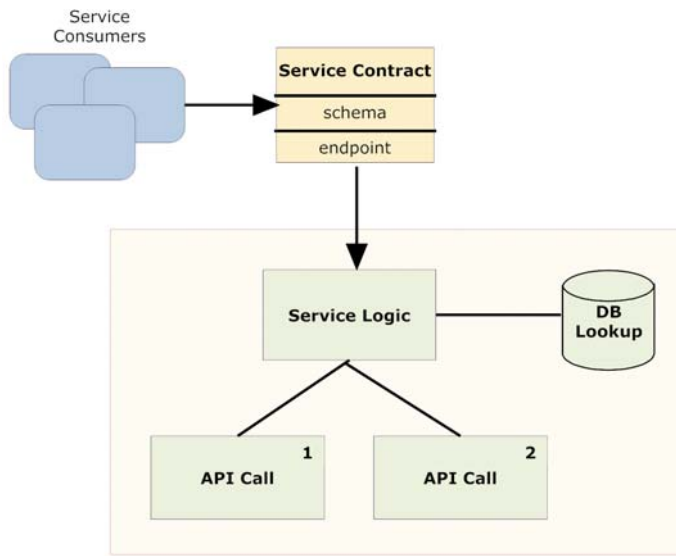 Service
Consumers
Service Contract
schema
endpoint
Service Logic
DB
Lookup
1
API Call
2
API Call